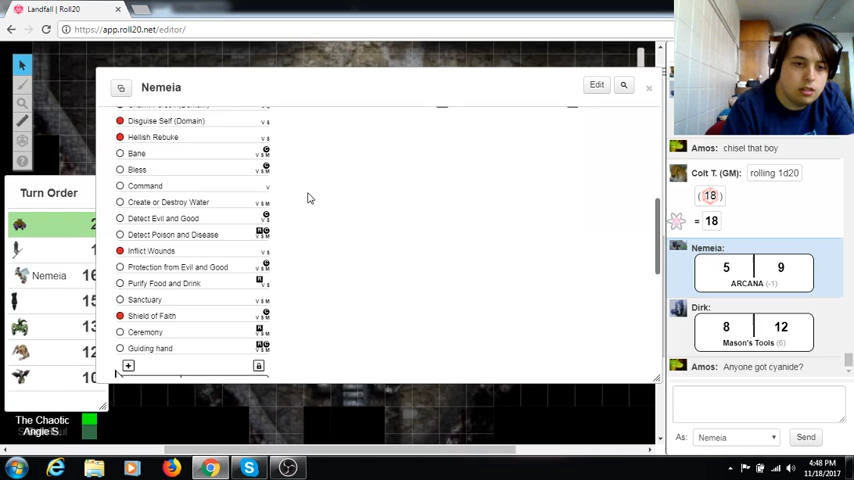 Landfall | Roll20
https://app.roll20.net/editor/
Nemeia
Edit
Disguise Self (Domain) V S
Hellish Rebuke V S
Bane C V S M
Bless C V S M
Command V
Create or Destroy Water V S M
Detect Evil and Good C V S
Detect Poison and Disease R C V S M
Inflict Wounds V S
Protection from Evil and Good C V S M
Purify Food and Drink R V S
Sanctuary V S M
Shield of Faith C V S M
Ceremony R V S M
Guiding hand R C V S
+
Turn Order
2
1
Nemeia 16
15
13
12
10
The Chaotic
Angie S.
Amos: chisel that boy
Colt T. (GM): rolling 1d20
(18)
= 18
Nemeia:
5 9
ARCANA (-1)
Dirk:
8 12
Mason's Tools (6)
Amos: Anyone got cyanide?
As: Nemeia Send
4:48 PM
11/18/2017